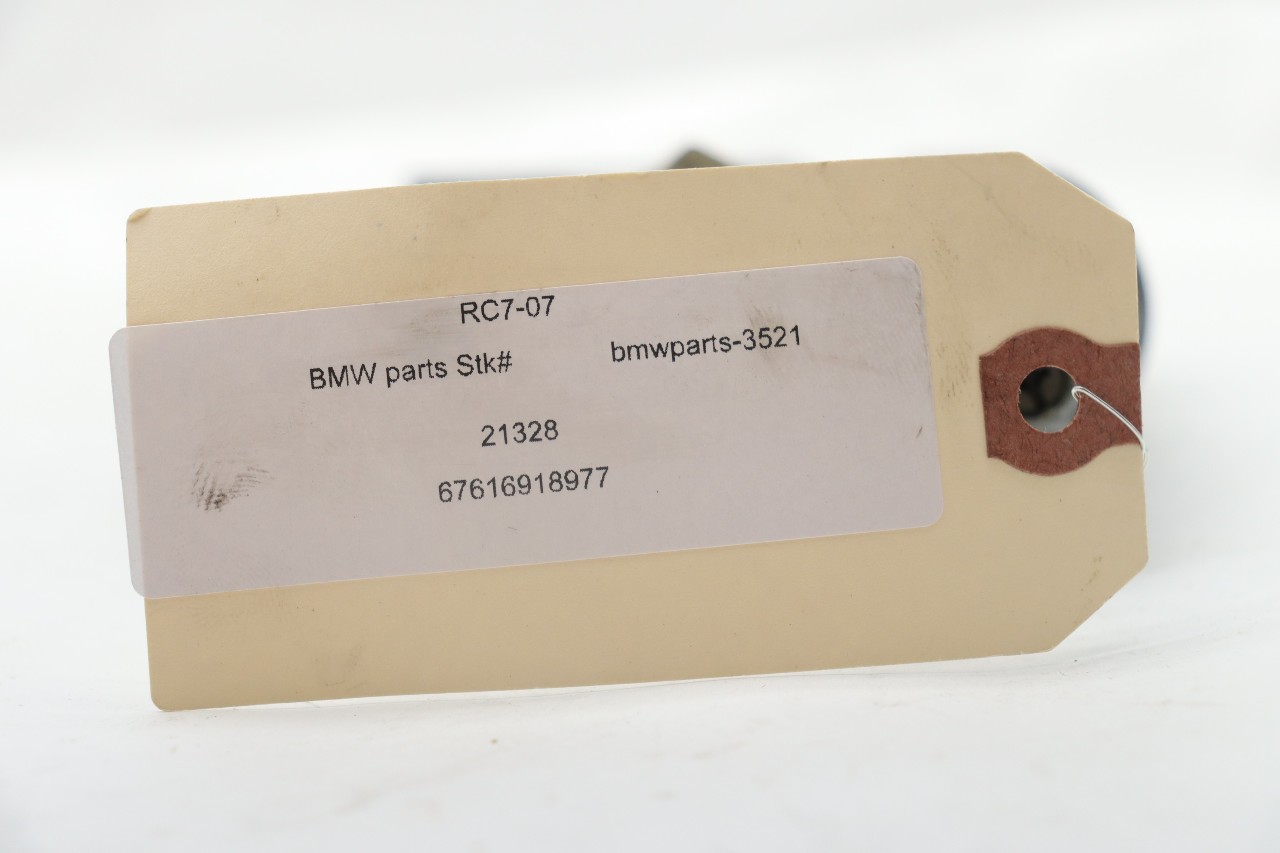 RC7-07
BMW parts Stk# bmwparts-3521
21328
67616918977